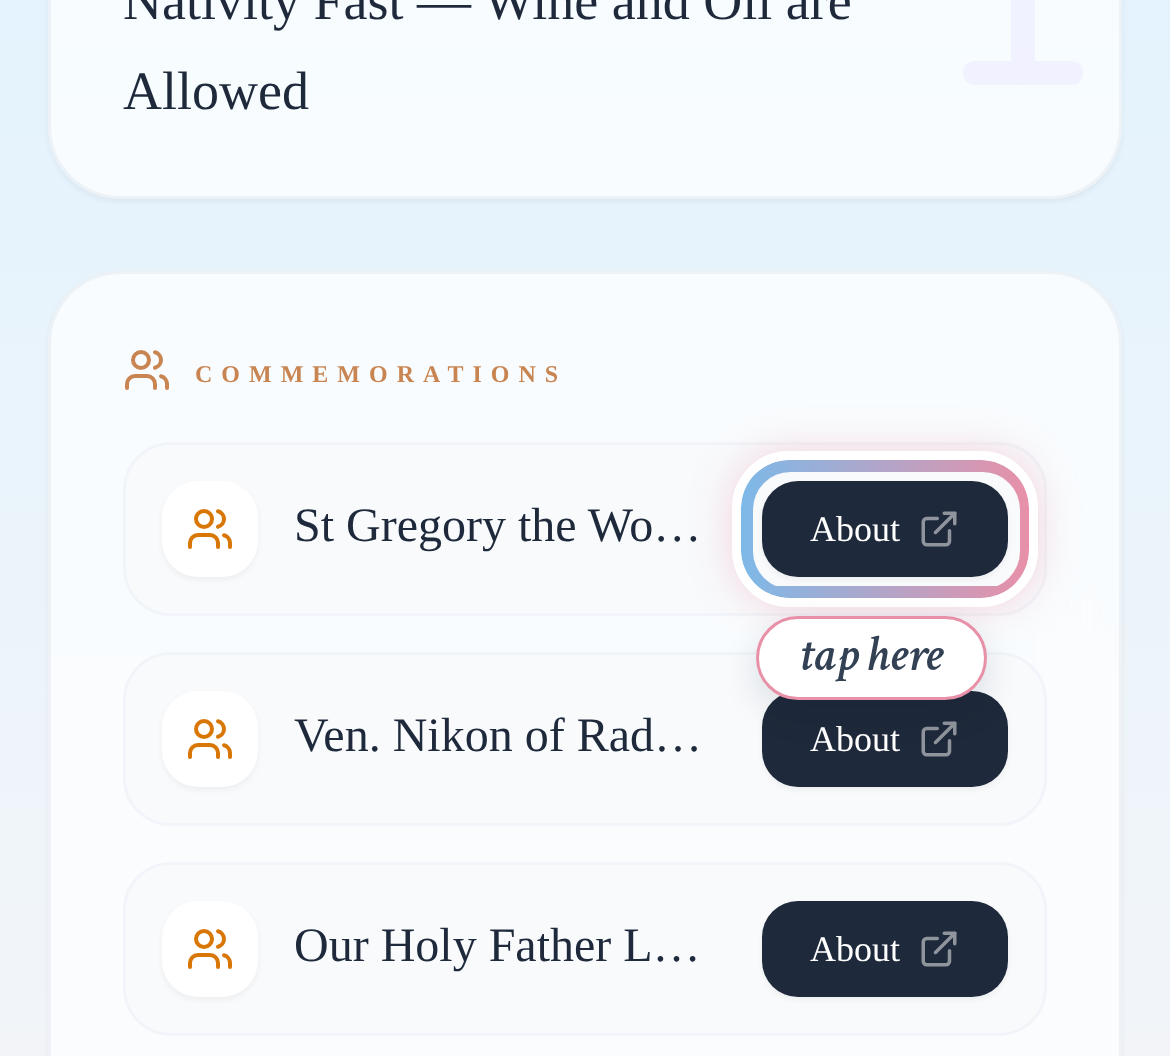 Nativity Fast — Wine and Oil are
Allowed
COMMEMORATIONS
St Gregory the Wo…
About
tap here
Ven. Nikon of Rad…
About
Our Holy Father L…
About